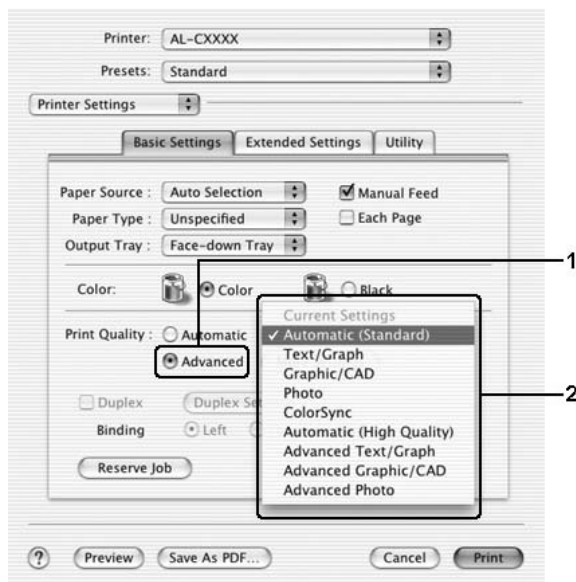 Printer: AL-CXXXX
Presets: Standard
Printer Settings
Basic Settings Extended Settings Utility
Paper Source : Auto Selection Manual Feed
Paper Type : Unspecified Each Page
Output Tray : Face-down Tray
1
Color: Color Black
Print Quality : Automatic
Advanced
Current Settings
✓ Automatic (Standard)
Text/Graph
Graphic/CAD
Photo
ColorSync
Automatic (High Quality)
Advanced Text/Graph
Advanced Graphic/CAD
Advanced Photo
2
Duplex Duplex Se
Binding Left
Reserve Job
? Preview Save As PDF... Cancel Print